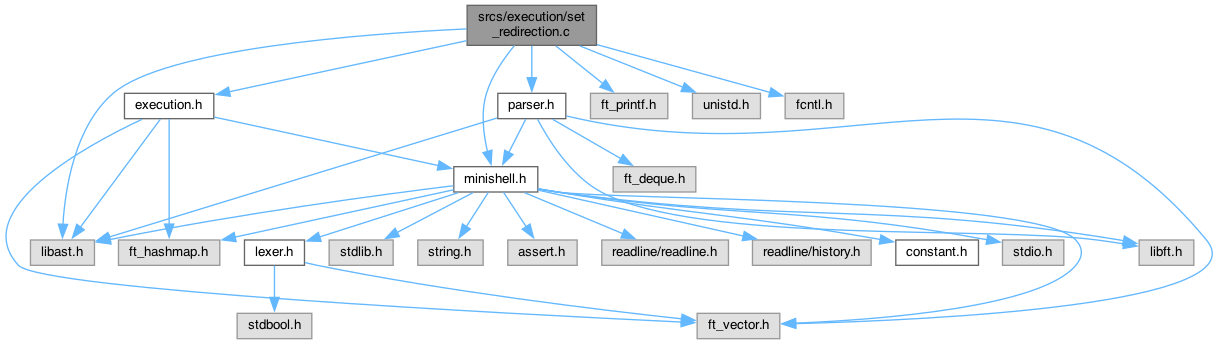 srcs/execution/set
_redirection.c
execution.h
parser.h
ft_printf.h
unistd.h
fcntl.h
minishell.h
ft_deque.h
libast.h
ft_hashmap.h
lexer.h
stdlib.h
string.h
assert.h
readline/readline.h
readline/history.h
constant.h
stdio.h
libft.h
stdbool.h
ft_vector.h